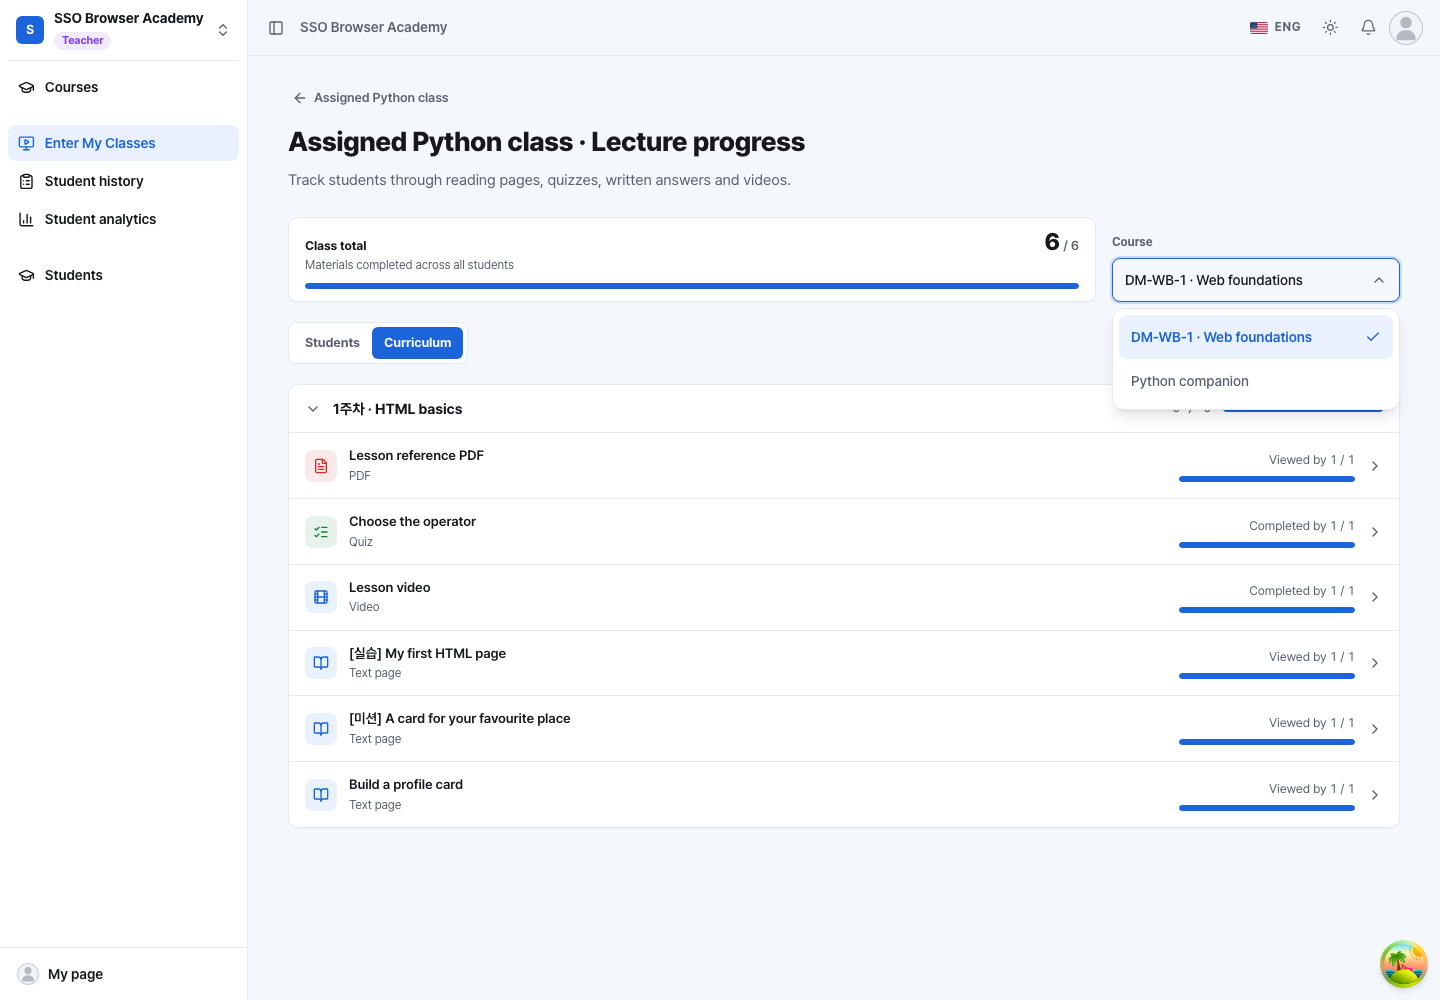 S
SSO Browser Academy
Teacher
Courses
Enter My Classes
Student history
Student analytics
Students
My page
SSO Browser Academy
ENG
Assigned Python class
Assigned Python class · Lecture progress
Track students through reading pages, quizzes, written answers and videos.
Class total
6 / 6
Materials completed across all students
Course
DM-WB-1 · Web foundations
DM-WB-1 · Web foundations
Python companion
Students
Curriculum
1주차 · HTML basics
Lesson reference PDF
PDF
Viewed by 1 / 1
Choose the operator
Quiz
Completed by 1 / 1
Lesson video
Video
Completed by 1 / 1
[실습] My first HTML page
Text page
Viewed by 1 / 1
[미션] A card for your favourite place
Text page
Viewed by 1 / 1
Build a profile card
Text page
Viewed by 1 / 1